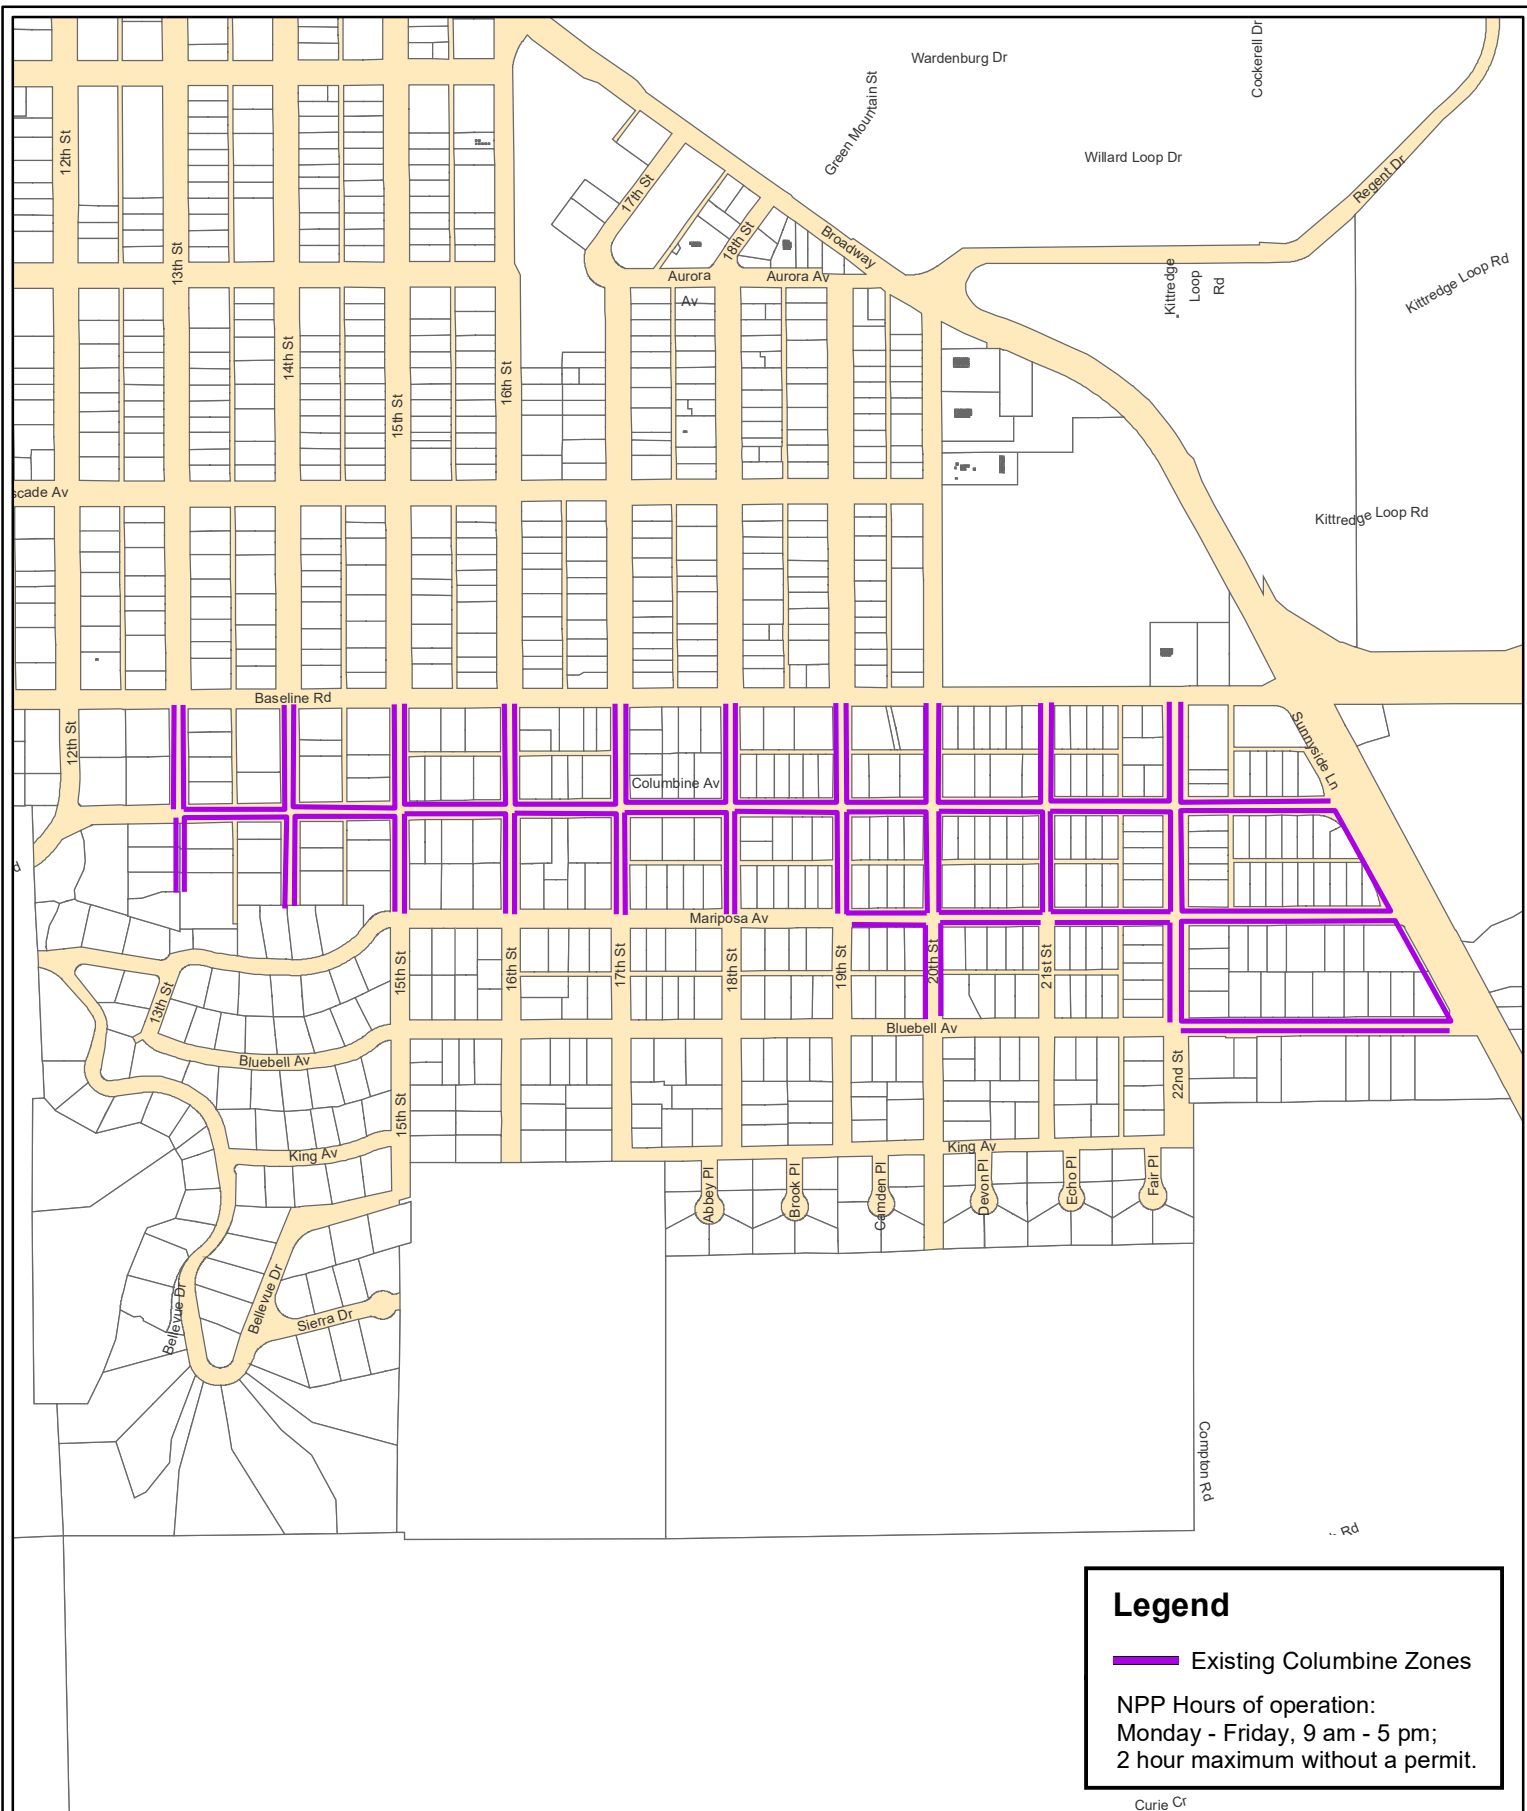 Wardenburg Dr
Cockerell Dr
Green Mountain St
Willard Loop Dr
Regent Dr
12th St
17th St
18th St
Broadway
13th St
Aurora
Av
Aurora Av
Kittredge
Loop
Rd
Kittredge Loop Rd
14th St
15th St
16th St
scade Av
Kittredge Loop Rd
Baseline Rd
12th St
Sunnyside Ln
Columbine Av
d
Mariposa Av
15th St
16th St
17th St
18th St
19th St
20th St
21st St
13th St
Bluebell Av
Bluebell Av
22nd St
15th St
King Av
King Av
Abbey Pl
Brook Pl
Camden Pl
Devon Pl
Echo Pl
Fair Pl
Bellevue Dr
Bellevue Dr
Sierra Dr
Compton Rd
Rd
Legend
Existing Columbine Zones
NPP Hours of operation:
Monday - Friday, 9 am - 5 pm;
2 hour maximum without a permit.
Curie Cr